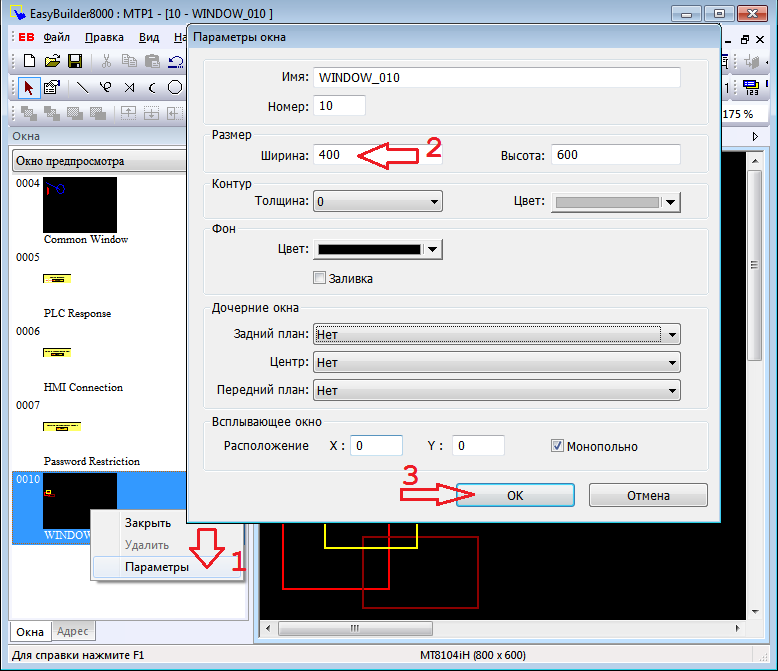 EasyBuilder8000 : MTP1 - [10 - WINDOW_010 ]
EB Файл Правка Вид На
175 %
Окна
Окно предпросмотра
0004
Common Window
0005
PLC Response
0006
HMI Connection
0007
Password Restriction
0010
WINDOW
Закрыть
Удалить
Параметры
1
Параметры окна
Имя: WINDOW_010
Номер: 10
Размер
Ширина: 400 2 Высота: 600
Контур
Толщина: 0 Цвет:
Фон
Цвет:
Заливка
Дочерние окна
Задний план: Нет
Центр: Нет
Передний план: Нет
Всплывающее окно
Расположение X : 0 Y : 0 Монопольно
3
OK Отмена
Окна Адрес
Для справки нажмите F1 MT8104iH (800 x 600)